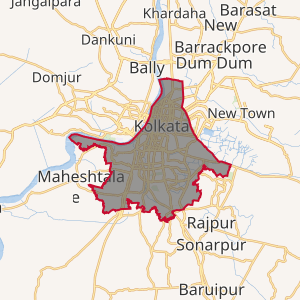 Jangalpara
Khardaha
Barasat
New
Dankuni
Barrackpore
Bally
Dum Dum
Domjur
New Town
Kolkata
Maheshtala
e
Rajpur
Sonarpur
Baruipur